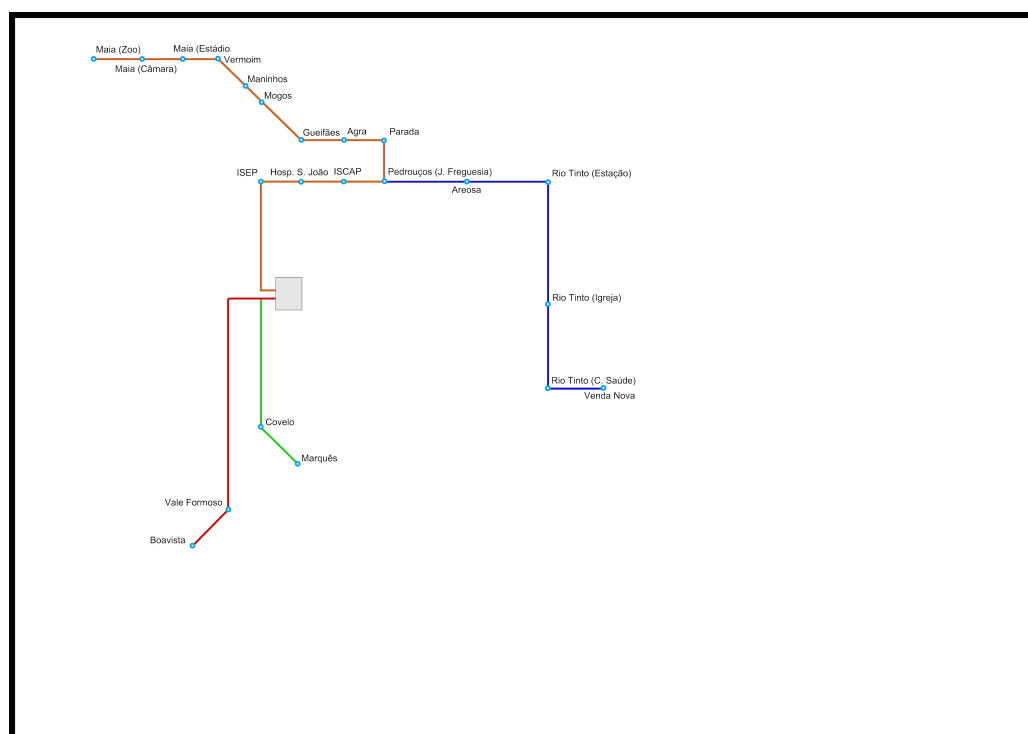 Maia (Zoo)
Maia (Câmara)
Maia (Estádio
Vermoim
Maninhos
Mogos
Gueifães
Agra
Parada
ISEP
Hosp. S. João
ISCAP
Pedrouços (J. Freguesia)
Areosa
Rio Tinto (Estação)
Rio Tinto (Igreja)
Rio Tinto (C. Saúde)
Venda Nova
Covelo
Marquês
Vale Formoso
Boavista